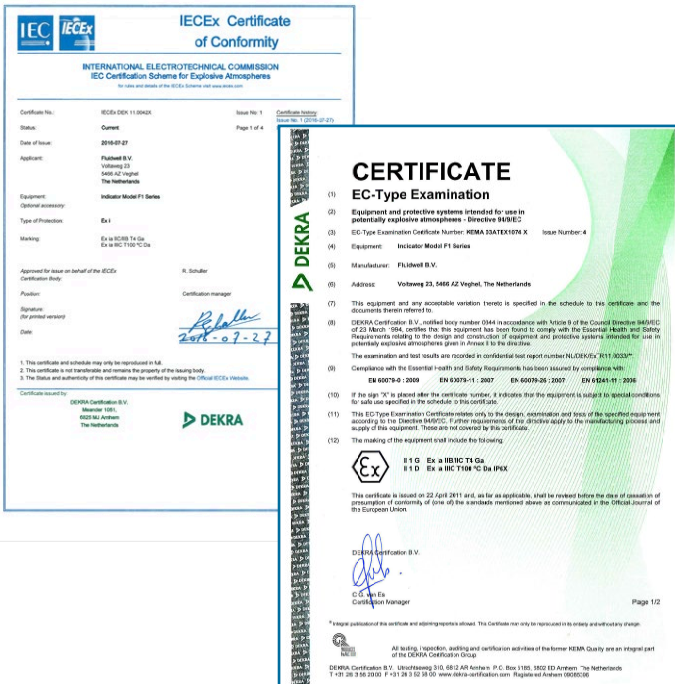 IEC
IECEx
IECEx Certificate
of Conformity
INTERNATIONAL ELECTROTECHNICAL COMMISSION
IEC Certification Scheme for Explosive Atmospheres
for rules and details of the IECEx Scheme visit www.iecex.com
Certificate No.: IECEx DEK 11.0042X Issue No: 1 Certificate history:
Issue No. 1 (2016-07-27)
Status: Current Page 1 of 4
Date of Issue: 2016-07-27
Applicant: Fluidwell B.V.
Voltaweg 23
5466 AZ Veghel
The Netherlands
Equipment: Indicator Model F1 Series
Optional accessory:
Type of Protection: Ex i
Marking: Ex ia IIC/IIB T4 Ga
Ex ia IIIC T100 °C Da
Approved for issue on behalf of the IECEx R. Schuller
Certification Body:
Position: Certification manager
Signature:
(for printed version)
Date: 2016-07-27
1. This certificate and schedule may only be reproduced in full.
2. This certificate is not transferable and remains the property of the issuing body.
3. The Status and authenticity of this certificate may be verified by visiting the Official IECEx Website.
Certificate issued by:
DEKRA Certification B.V.
Meander 1051,
6825 MJ Arnhem
The Netherlands
DEKRA
DEKRA
CERTIFICATE
(1) EC-Type Examination
(2) Equipment and protective systems intended for use in
potentially explosive atmospheres - Directive 94/9/EC
(3) EC-Type Examination Certificate Number: KEMA 03ATEX1074 X Issue Number: 4
(4) Equipment: Indicator Model F1 Series
(5) Manufacturer: Fluidwell B.V.
(6) Address: Voltaweg 23, 5466 AZ Veghel, The Netherlands
(7) This equipment and any acceptable variation thereto is specified in the schedule to this certificate and the
documents therein referred to.
(8) DEKRA Certification B.V., notified body number 0344 in accordance with Article 9 of the Council Directive 94/9/EC
of 23 March 1994, certifies that this equipment has been found to comply with the Essential Health and Safety
Requirements relating to the design and construction of equipment and protective systems intended for use in
potentially explosive atmospheres given in Annex II to the directive.
The examination and test results are recorded in confidential test report number
(9) Compliance with the Essential Health and Safety Requirements has been assured by compliance with:
EN 60079-0 : 2009 EN 60079-11 : 2007 EN 60079-26 : 2007 EN 61241-11 : 2006
(10) If the sign "X" is placed after the certificate number, it indicates that the equipment is subject to special conditions
for safe use specified in the schedule to this certificate.
(11) This EC-Type Examination Certificate relates only to the design, examination and tests of the specified equipment
according to the Directive 94/9/EC. Further requirements of the directive apply to the manufacturing process and
supply of this equipment. These are not covered by this certificate.
(12) The marking of the equipment shall include the following:
Ex
II 1 G Ex ia IIB/IIC T4 Ga
II 1 D Ex ia IIIC T100 °C Da IP6X
This certificate is issued on 22 April 2011 and, as far as applicable, shall be revised before the date of cessation of
presumption of conformity of (one of) the standards mentioned above as communicated in the Official Journal of
the European Union.
DEKRA Certification B.V.
C.G. van Es
Certification Manager
Page 1/2
Integral publication of this certificate and adjoining reports is allowed. This Certificate may only be reproduced in its entirety and without any change.
All testing, inspection, auditing and certification activities of the former KEMA Quality are an integral part
of the DEKRA Certification Group
DEKRA Certification B.V. Utrechtseweg 310, 6812 AR Arnhem P.O. Box 5185, 6802 ED Arnhem The Netherlands
T +31 26 3 56 20 00 F +31 26 3 52 58 00 www.dekra-certification.com Registered Arnhem 09085396